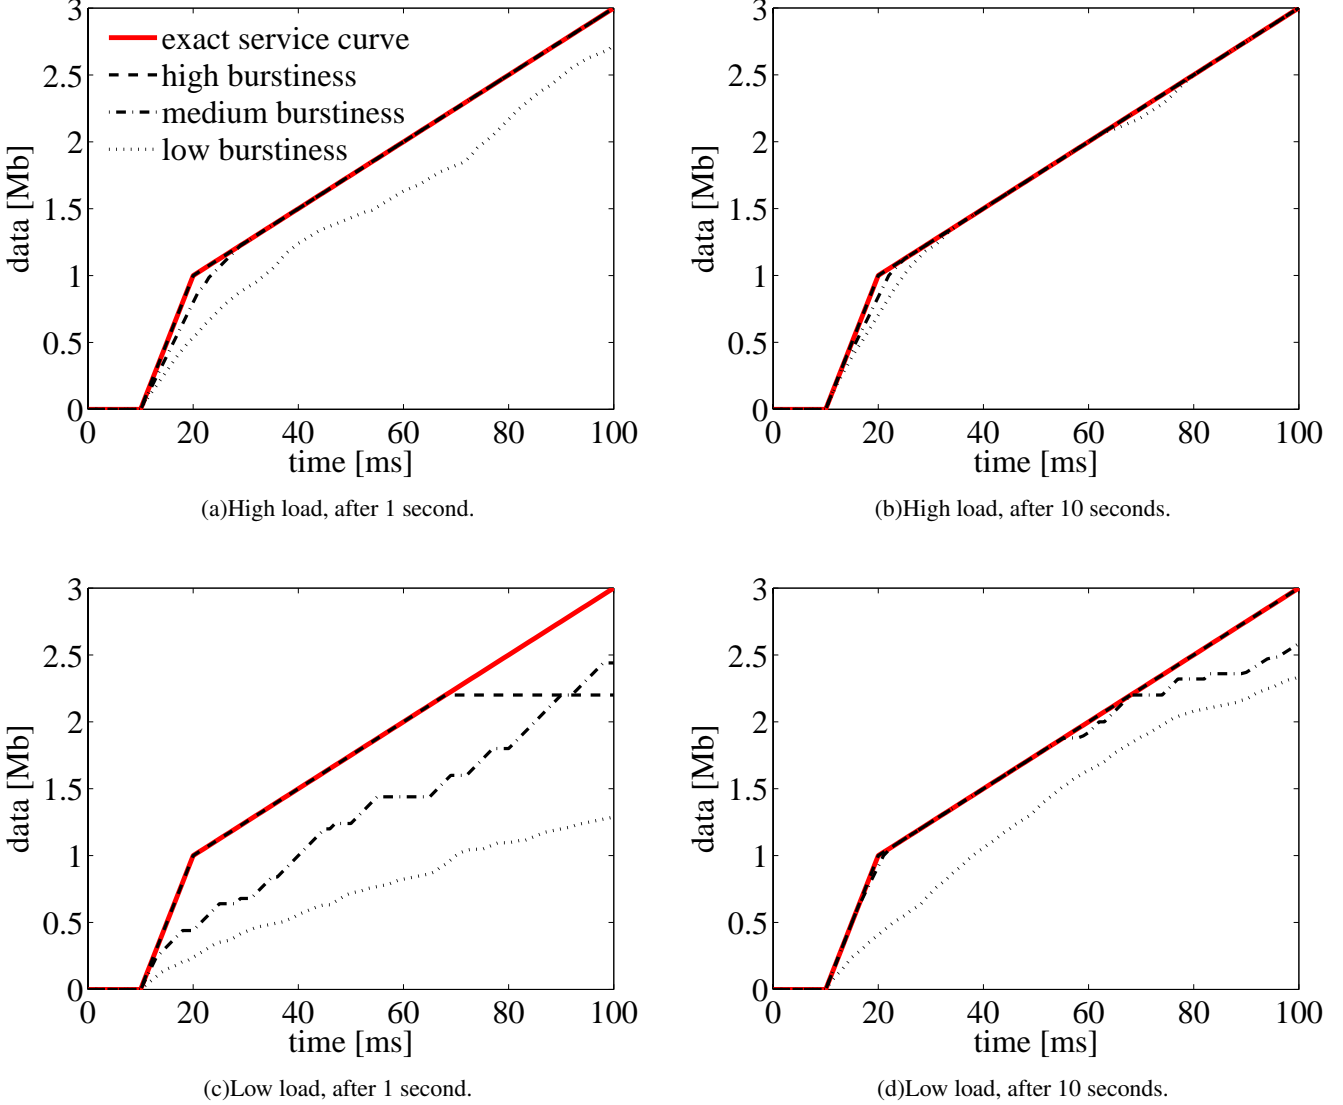 3
2.5
2
1.5
1
0.5
0
data [Mb]
exact service curve
high burstiness
medium burstiness
low burstiness
0 20 40 60 80 100
time [ms]
(a)High load, after 1 second.
3
2.5
2
1.5
1
0.5
0
data [Mb]
0 20 40 60 80 100
time [ms]
(b)High load, after 10 seconds.
3
2.5
2
1.5
1
0.5
0
data [Mb]
0 20 40 60 80 100
time [ms]
(c)Low load, after 1 second.
3
2.5
2
1.5
1
0.5
0
data [Mb]
0 20 40 60 80 100
time [ms]
(d)Low load, after 10 seconds.